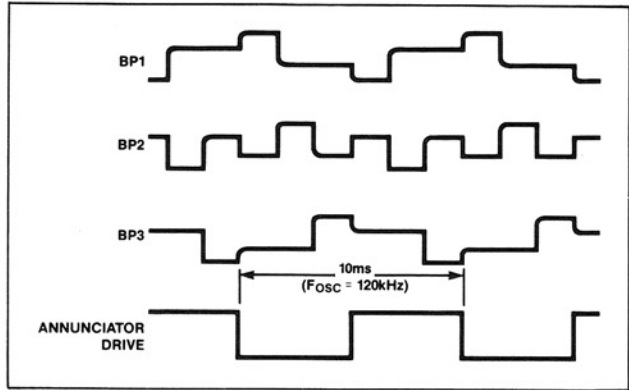 BP1
BP2
BP3
10ms
(FOSC = 120kHz)
ANNUNCIATOR
DRIVE